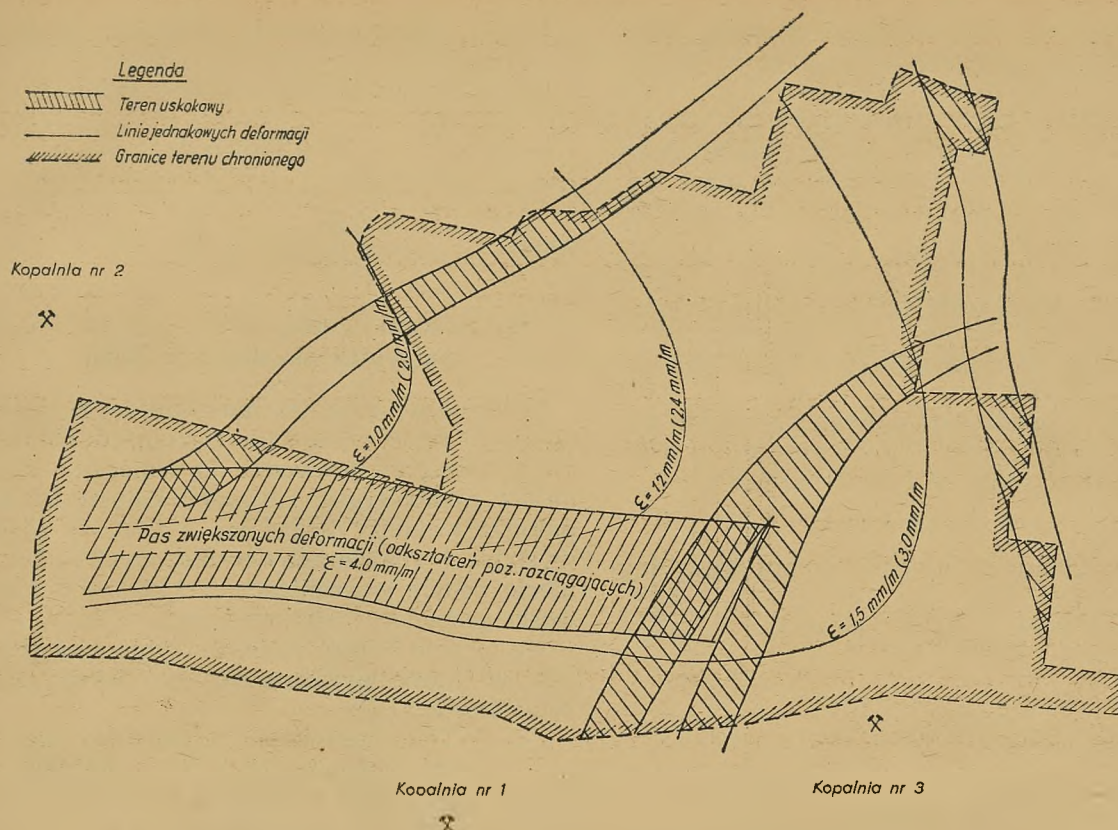 Legenda
Teren uskokowy
Linie jednakowych deformacji
Granice terenu chronionego
Kopalnia nr 2
ε=1,0 mm/m (2,0 mm/m)
ε=12 mm/m (2,4 mm/m)
Pas zwiększonych deformacji (odkształceń poz. rozciągających)
ε=4.0 mm/m
ε=1,5 mm/m (3,0 mm/m)
Kopalnia nr 1
Kopalnia nr 3